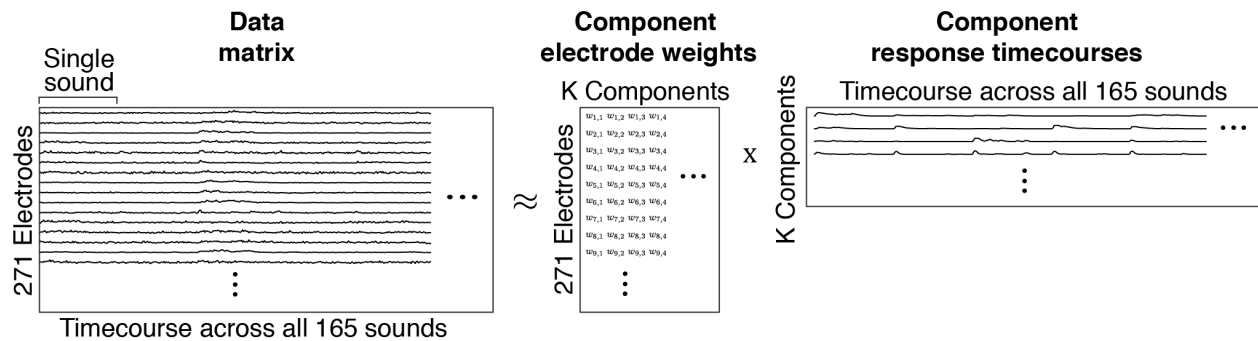 Data
matrix
Single
sound
271 Electrodes
...
⋮
Timecourse across all 165 sounds
≈
Component
electrode weights
K Components
271 Electrodes
w1,1 w1,2 w1,3 w1,4
w2,1 w2,2 w2,3 w2,4
w3,1 w3,2 w3,3 w3,4
w4,1 w4,2 w4,3 w4,4
w5,1 w5,2 w5,3 w5,4
w6,1 w6,2 w6,3 w6,4
w7,1 w7,2 w7,3 w7,4
w8,1 w8,2 w8,3 w8,4
w9,1 w9,2 w9,3 w9,4
...
⋮
x
Component
response timecourses
Timecourse across all 165 sounds
K Components
...
⋮